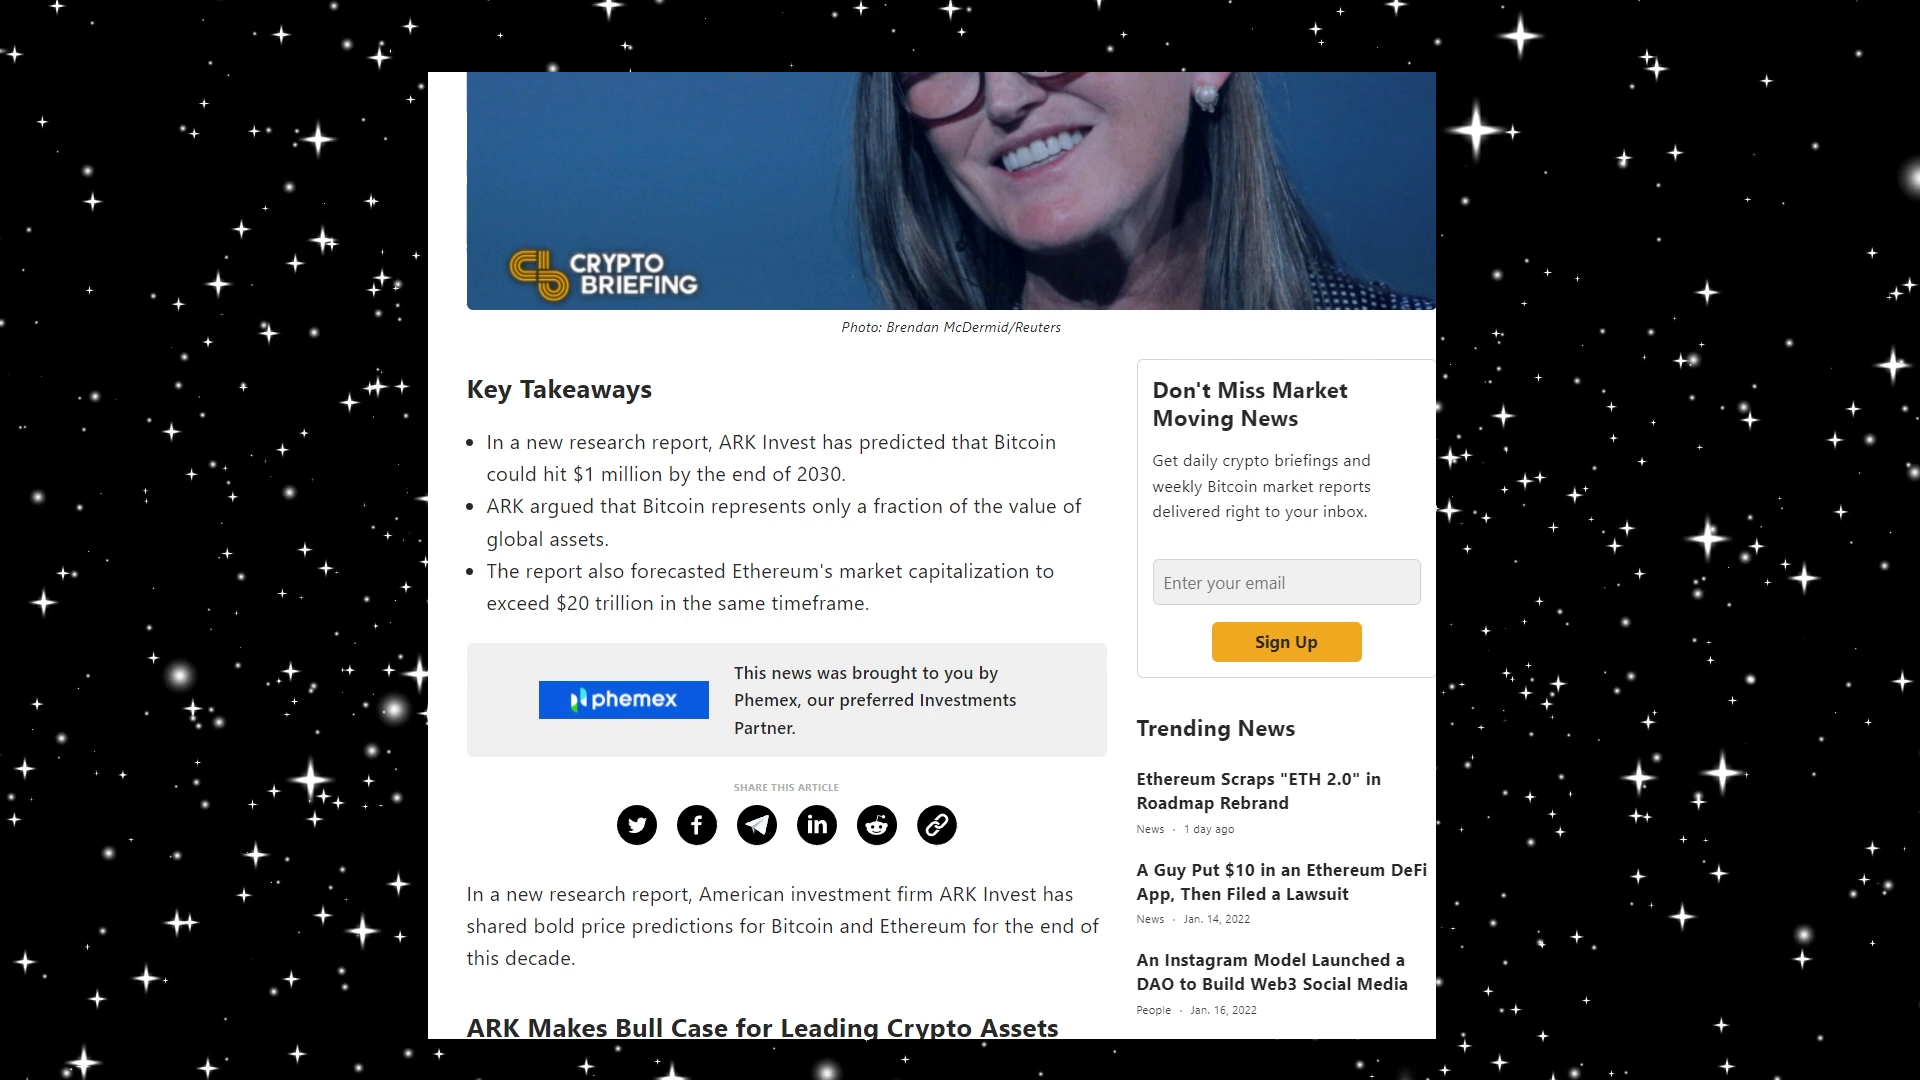 CRYPTO
BRIEFING
Photo: Brendan McDermid/Reuters
Key Takeaways
In a new research report, ARK Invest has predicted that Bitcoin
could hit $1 million by the end of 2030.
ARK argued that Bitcoin represents only a fraction of the value of
global assets.
The report also forecasted Ethereum's market capitalization to
exceed $20 trillion in the same timeframe.
phemex
This news was brought to you by
Phemex, our preferred Investments
Partner.
SHARE THIS ARTICLE
In a new research report, American investment firm ARK Invest has
shared bold price predictions for Bitcoin and Ethereum for the end of
this decade.
ARK Makes Bull Case for Leading Crypto Assets
Don't Miss Market
Moving News
Get daily crypto briefings and
weekly Bitcoin market reports
delivered right to your inbox.
Enter your email
Sign Up
Trending News
Ethereum Scraps "ETH 2.0" in
Roadmap Rebrand
News · 1 day ago
A Guy Put $10 in an Ethereum DeFi
App, Then Filed a Lawsuit
News · Jan. 14, 2022
An Instagram Model Launched a
DAO to Build Web3 Social Media
People · Jan. 16, 2022